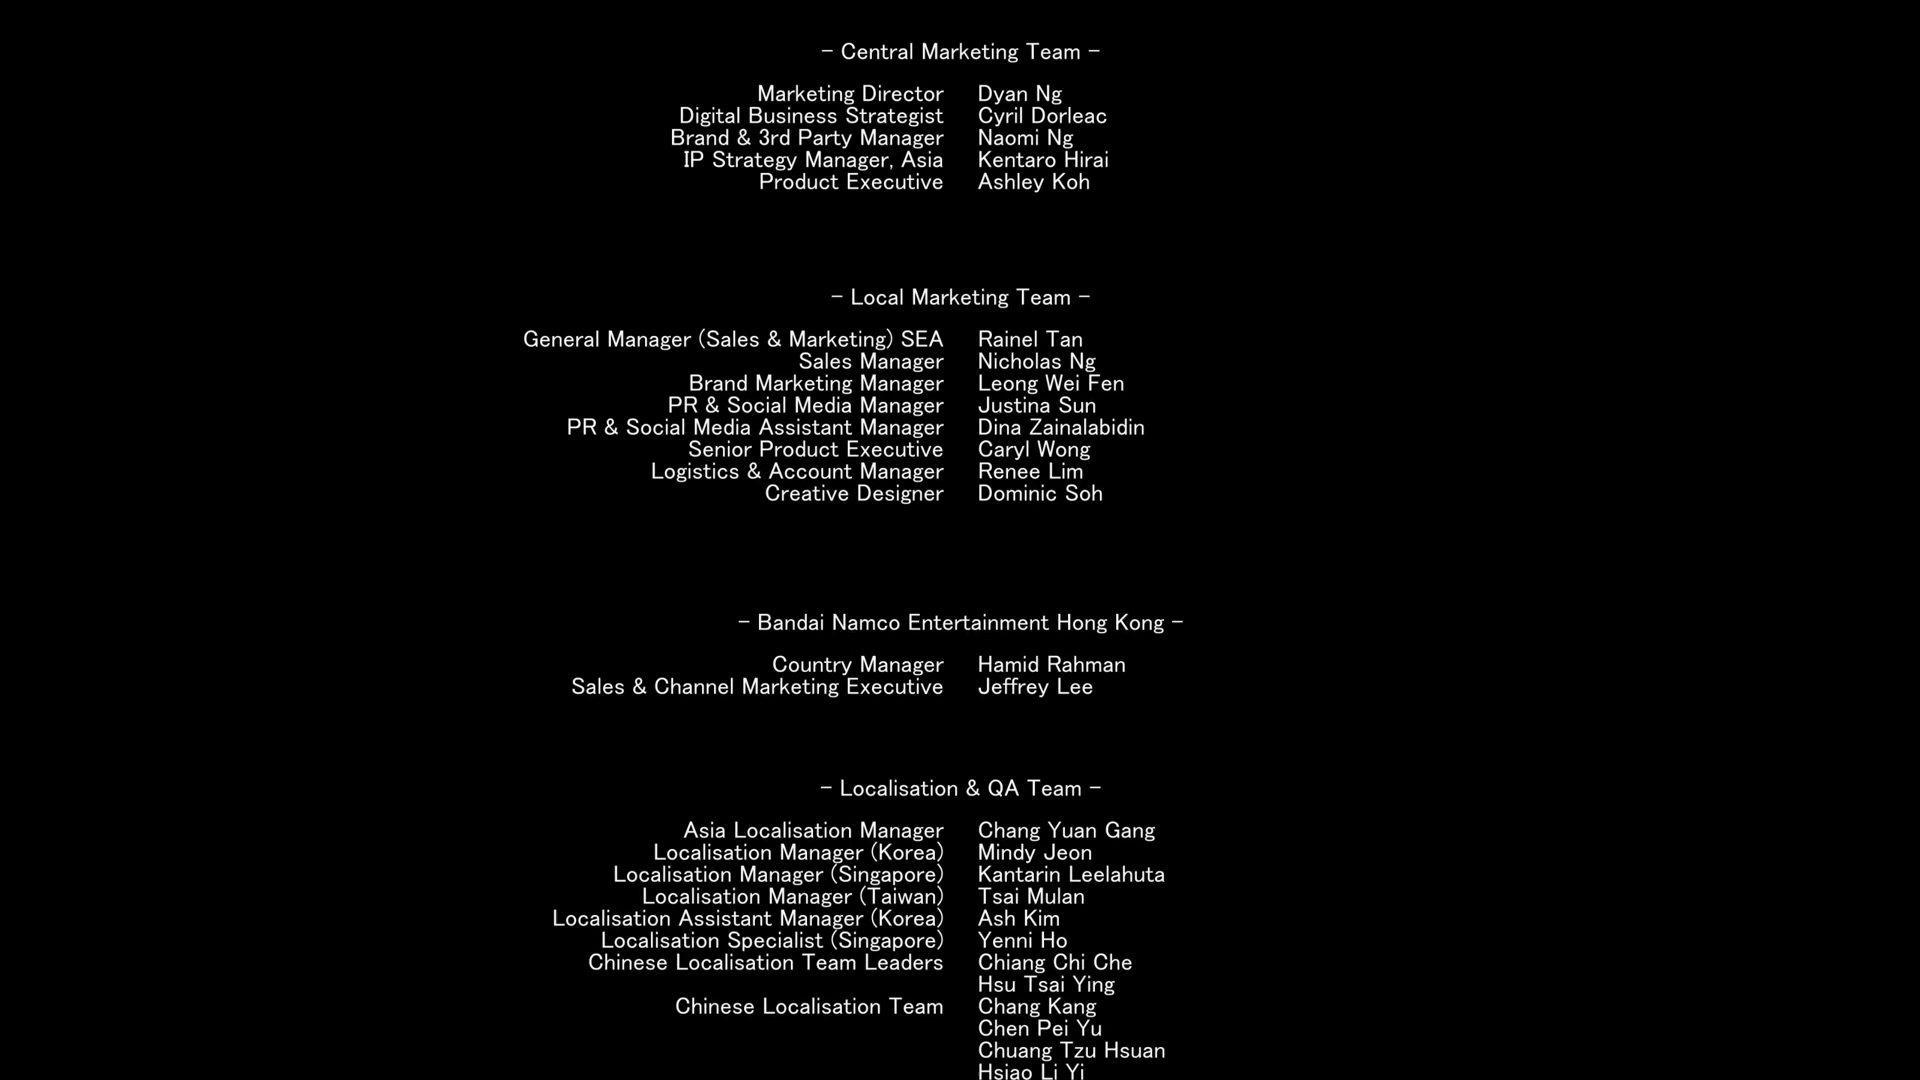 – Central Marketing Team –
Marketing Director Dyan Ng
Digital Business Strategist Cyril Dorleac
Brand & 3rd Party Manager Naomi Ng
IP Strategy Manager, Asia Kentaro Hirai
Product Executive Ashley Koh
– Local Marketing Team –
General Manager (Sales & Marketing) SEA Rainel Tan
Sales Manager Nicholas Ng
Brand Marketing Manager Leong Wei Fen
PR & Social Media Manager Justina Sun
PR & Social Media Assistant Manager Dina Zainalabidin
Senior Product Executive Caryl Wong
Logistics & Account Manager Renee Lim
Creative Designer Dominic Soh
– Bandai Namco Entertainment Hong Kong –
Country Manager Hamid Rahman
Sales & Channel Marketing Executive Jeffrey Lee
– Localisation & QA Team –
Asia Localisation Manager Chang Yuan Gang
Localisation Manager (Korea) Mindy Jeon
Localisation Manager (Singapore) Kantarin Leelahuta
Localisation Manager (Taiwan) Tsai Mulan
Localisation Assistant Manager (Korea) Ash Kim
Localisation Specialist (Singapore) Yenni Ho
Chinese Localisation Team Leaders Chiang Chi Che
Hsu Tsai Ying
Chinese Localisation Team Chang Kang
Chen Pei Yu
Chuang Tzu Hsuan
Hsiao Li Yi